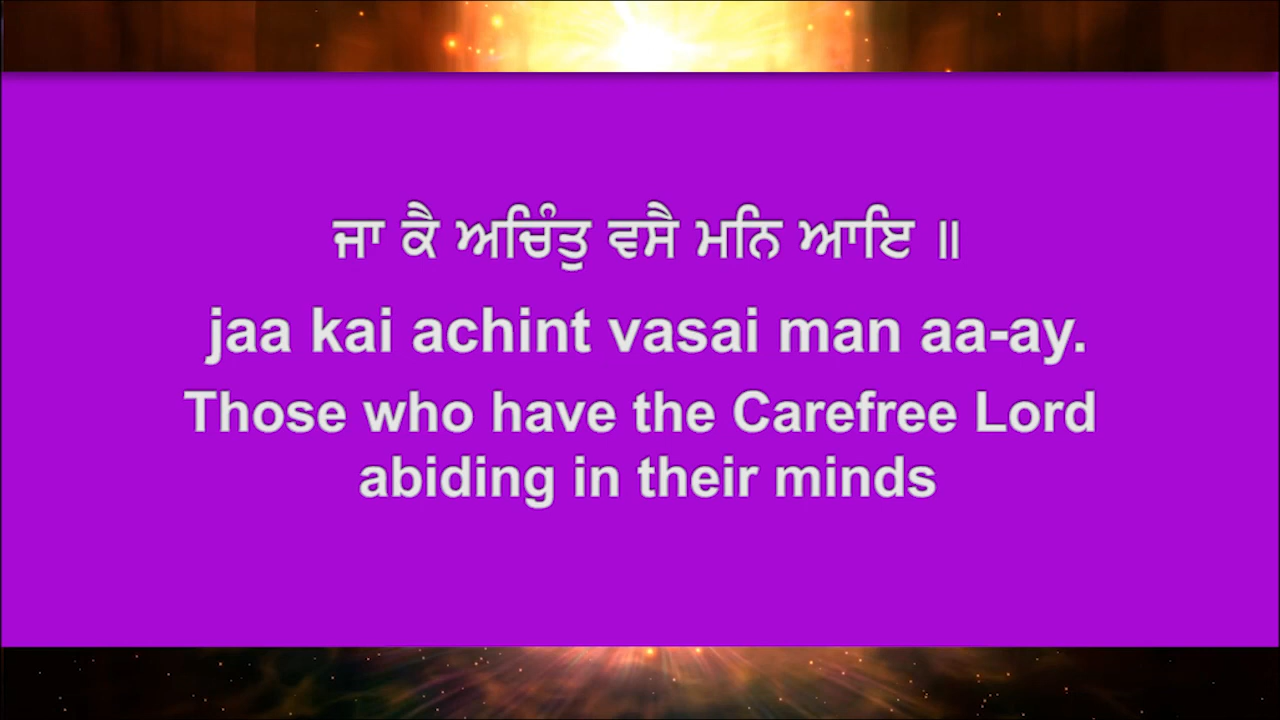 ਜਾ ਕੈ ਅਚਿੰਤੁ ਵਸੈ ਮਨਿ ਆਇ ॥
jaa kai achint vasai man aa-ay.
Those who have the Carefree Lord
abiding in their minds